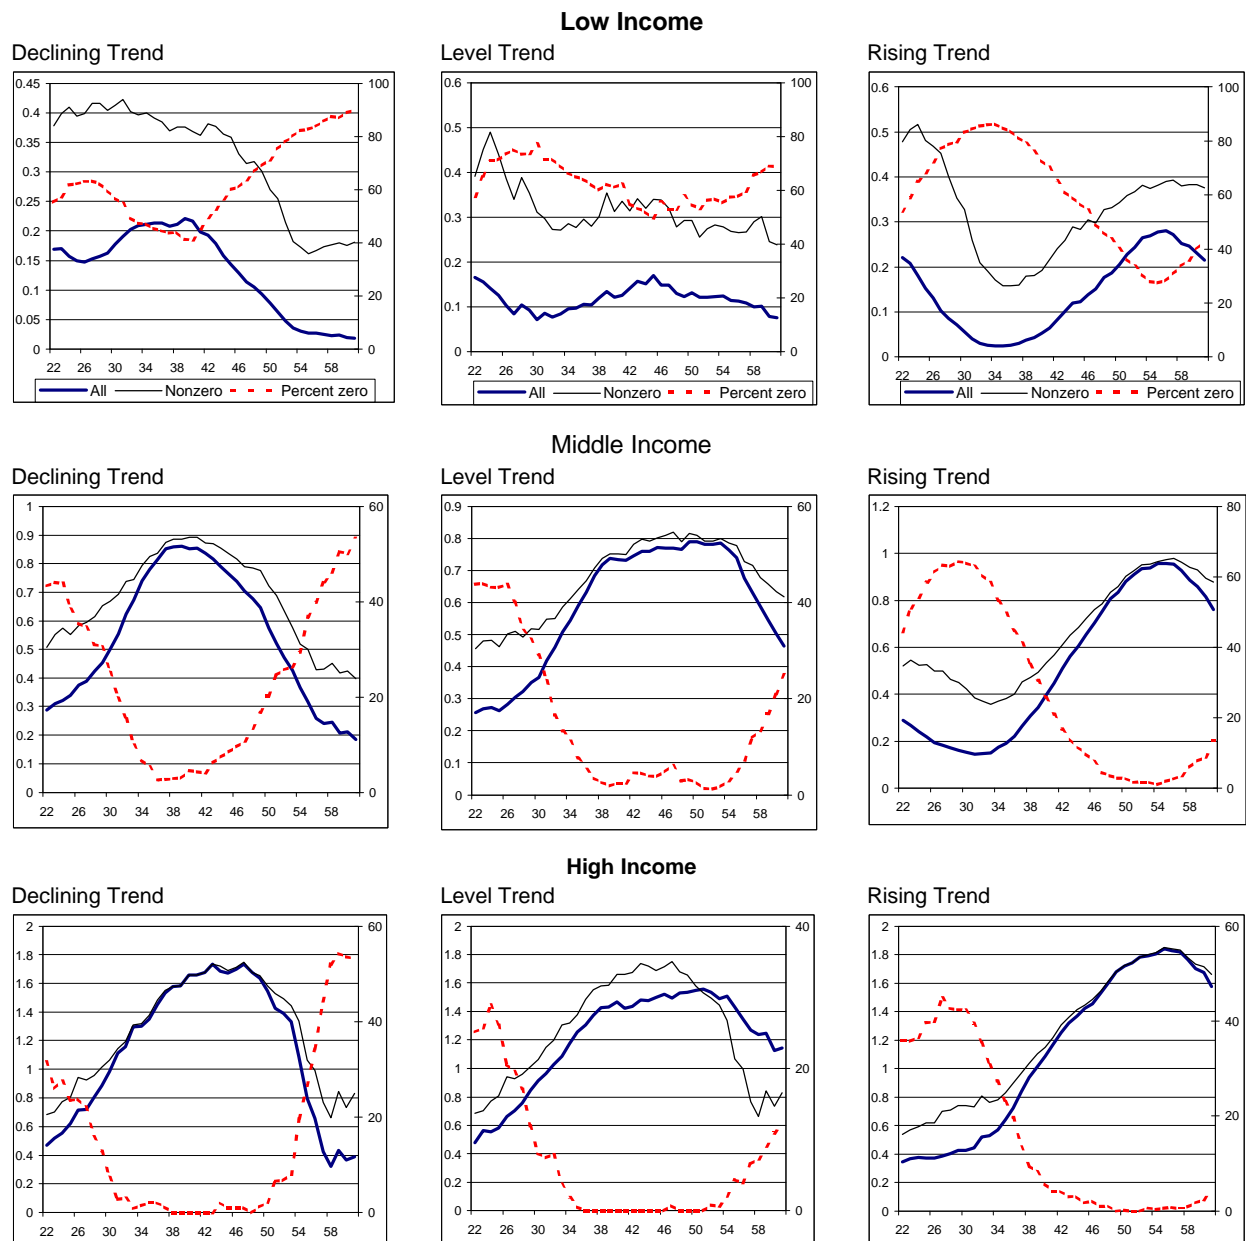 Low Income
Declining Trend Level Trend Rising Trend
0.45 100 0.6 100 0.6 100
0.4
0.35 80 0.5 80 0.5 80
0.3 0.4 0.4
0.25 60 60 60
0.2 0.3 0.3
0.15 40 40 40
0.1 0.2 0.2
0.05 20 0.1 20 0.1 20
0 0 0 0 0 0
22 26 30 34 38 42 46 50 54 58 22 26 30 34 38 42 46 50 54 58 22 26 30 34 38 42 46 50 54 58
All Nonzero Percent zero All Nonzero Percent zero All Nonzero Percent zero
Middle Income
Declining Trend Level Trend Rising Trend
1 60 0.9 60 1.2 80
0.9 0.8
0.8 0.7 1
0.7 40 0.6 40 0.8 60
0.6 0.5
0.5 0.6 40
0.4 0.4
0.3 20 0.3 20 0.4
0.2 0.2 20
0.1 0.1 0.2
0 0 0 0 0 0
22 26 30 34 38 42 46 50 54 58 22 26 30 34 38 42 46 50 54 58 22 26 30 34 38 42 46 50 54 58
High Income
Declining Trend Level Trend Rising Trend
2 60 2 40 2 60
1.8 1.8 1.8
1.6 1.6 1.6
1.4 40 1.4 1.4 40
1.2 1.2 1.2
1 1 20 1
0.8 0.8 0.8
0.6 20 0.6 0.6 20
0.4 0.4 0.4
0.2 0.2 0.2
0 0 0 0 0 0
22 26 30 34 38 42 46 50 54 58 22 26 30 34 38 42 46 50 54 58 22 26 30 34 38 42 46 50 54 58